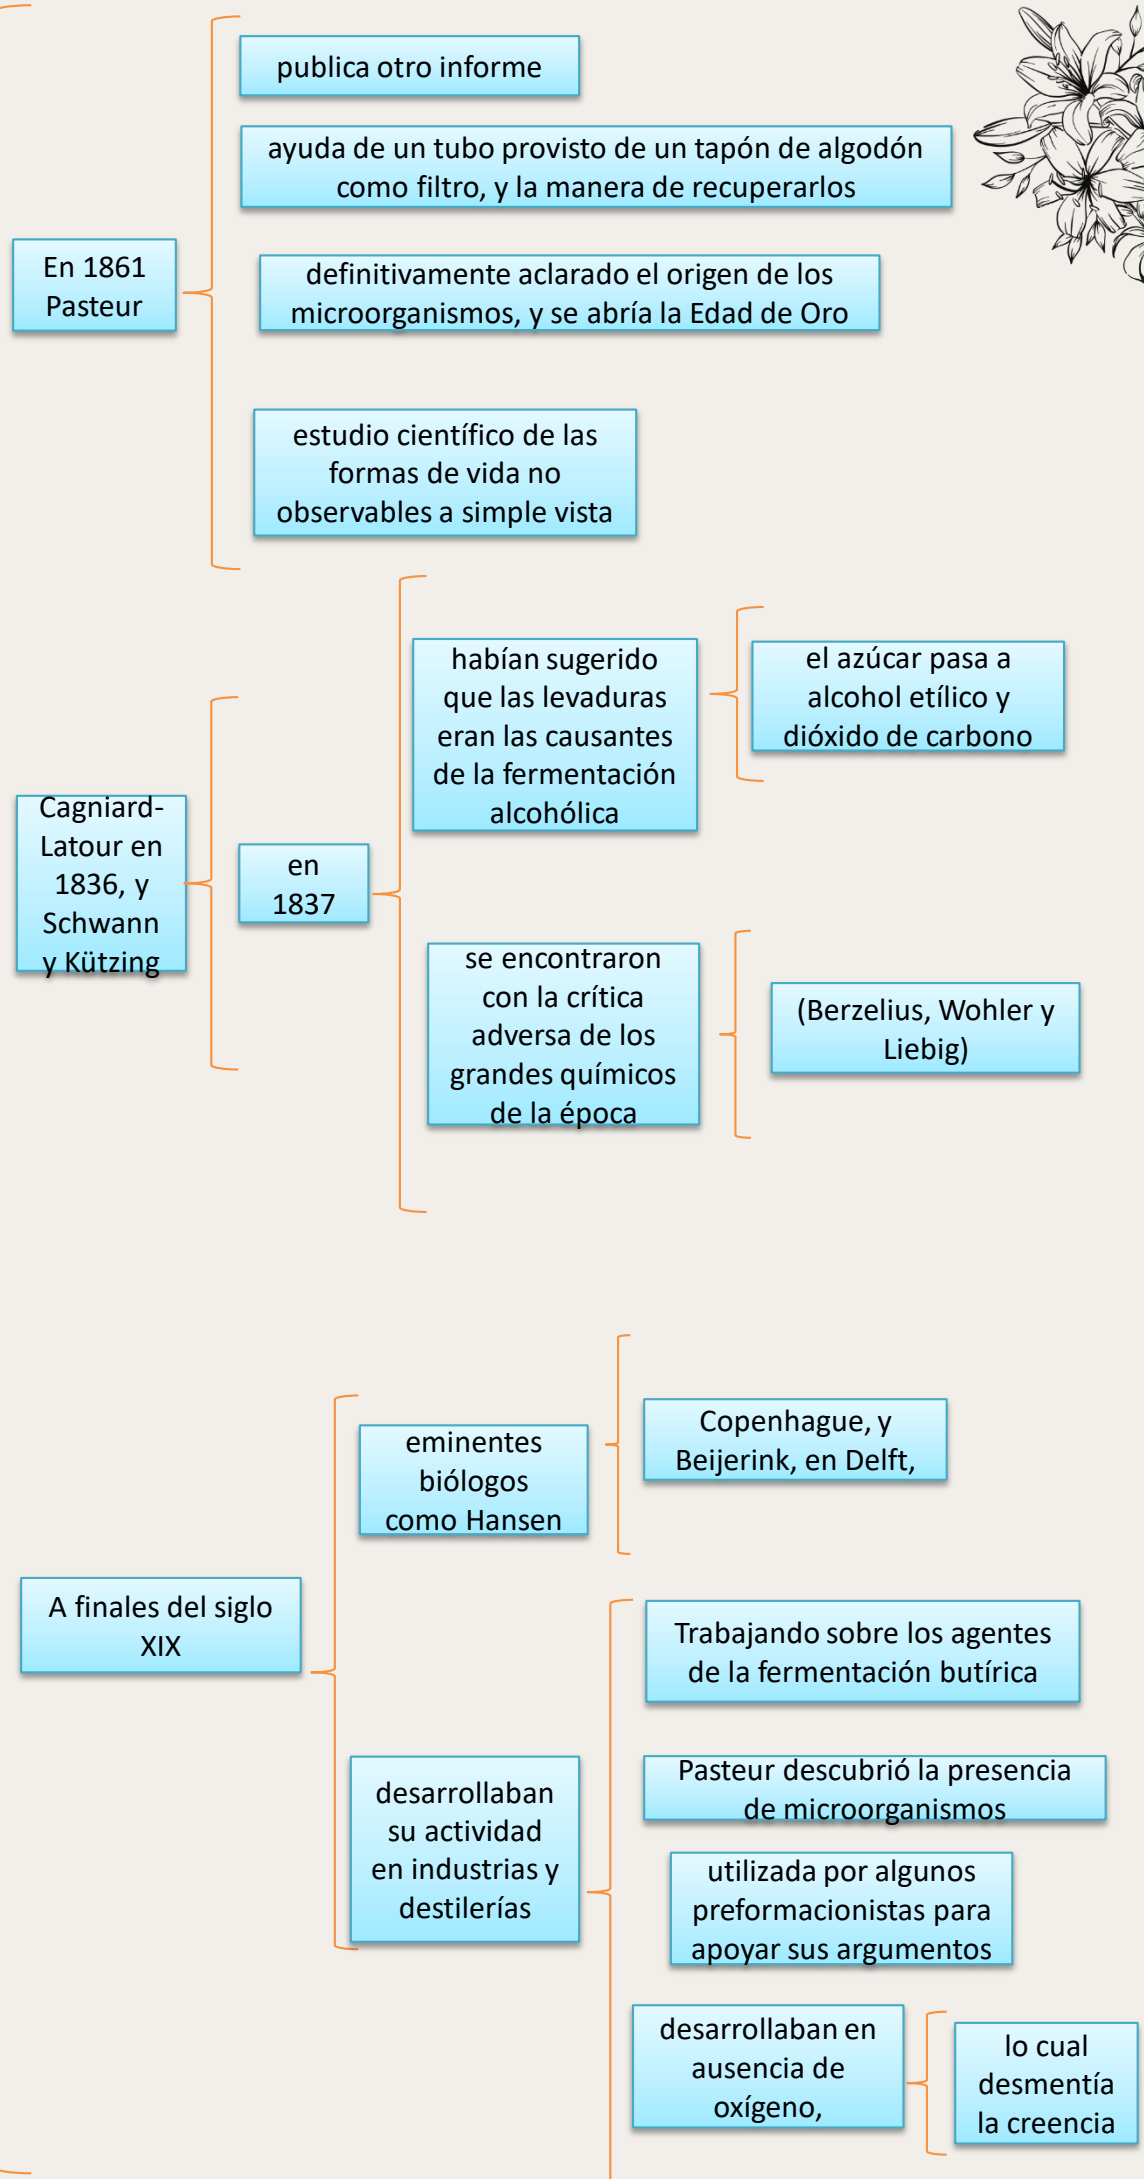 publica otro informe
ayuda de un tubo provisto de un tapón de algodón
como filtro, y la manera de recuperarlos
En 1861
Pasteur
definitivamente aclarado el origen de los
microorganismos, y se abría la Edad de Oro
estudio científico de las
formas de vida no
observables a simple vista
Cagniard-
Latour en
1836, y
Schwann
y Kützing
en
1837
habían sugerido
que las levaduras
eran las causantes
de la fermentación
alcohólica
el azúcar pasa a
alcohol etílico y
dióxido de carbono
se encontraron
con la crítica
adversa de los
grandes químicos
de la época
(Berzelius, Wohler y
Liebig)
A finales del siglo
XIX
eminentes
biólogos
como Hansen
Copenhague, y
Beijerink, en Delft,
desarrollaban
su actividad
en industrias y
destilerías
Trabajando sobre los agentes
de la fermentación butírica
Pasteur descubrió la presencia
de microorganismos
utilizada por algunos
preformacionistas para
apoyar sus argumentos
desarrollaban en
ausencia de
oxígeno,
lo cual
desmentía
la creencia